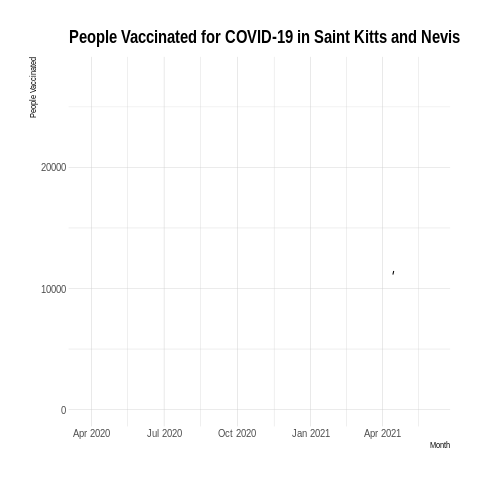 People Vaccinated for COVID-19 in Saint Kitts and Nevis
People Vaccinated
20000
10000
0
Apr 2020 Jul 2020 Oct 2020 Jan 2021 Apr 2021
Month